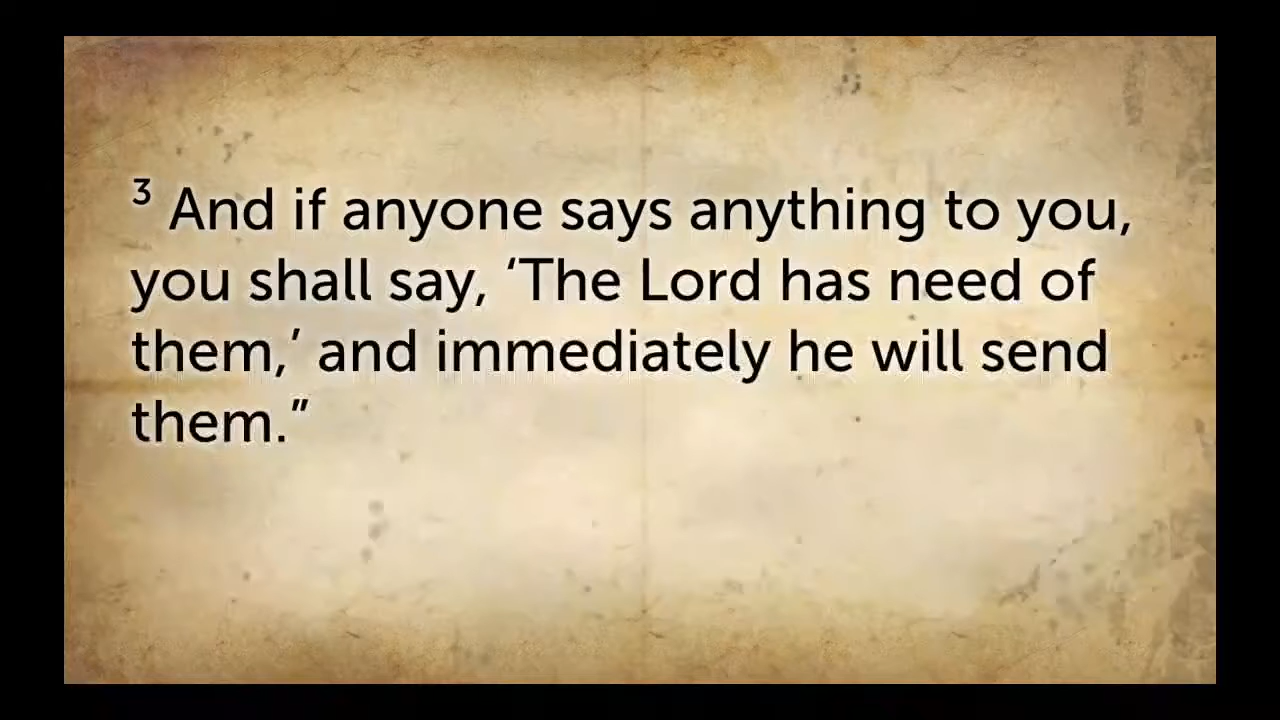 ³ And if anyone says anything to you,
you shall say, ‘The Lord has need of
them,’ and immediately he will send
them.”